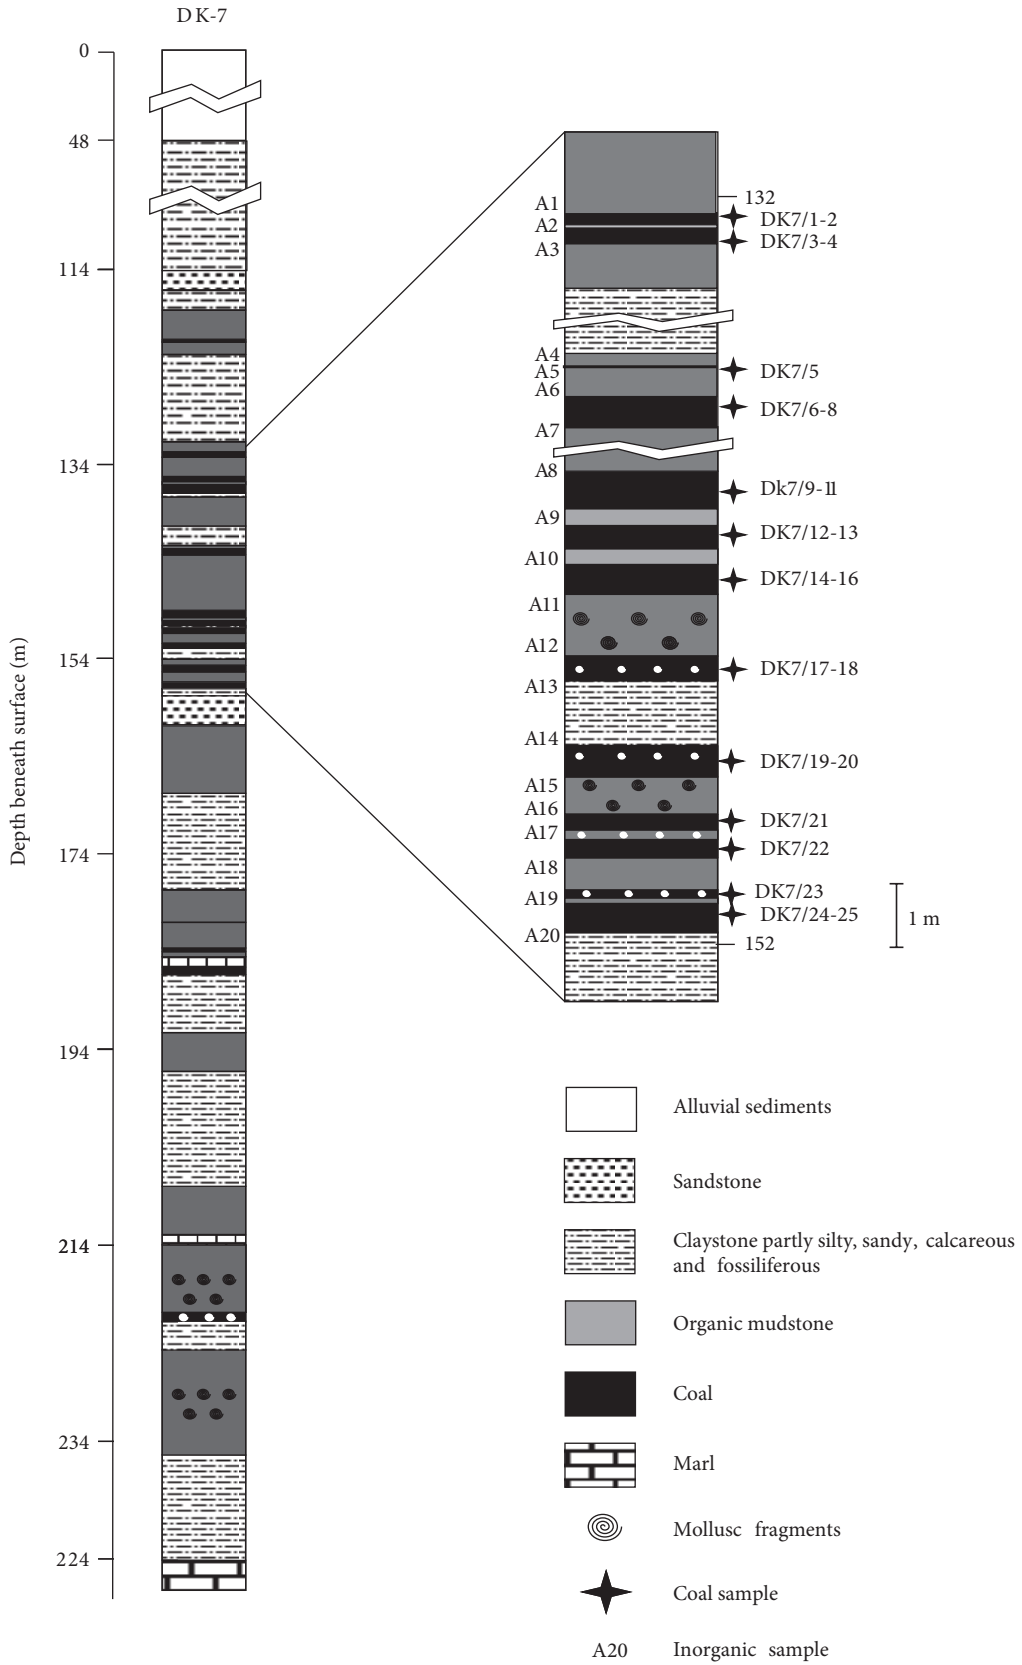 DK-7
0
48
114
134
154
174
194
214
234
224
Depth beneath surface (m)
A1
A2
A3
A4
A5
A6
A7
A8
A9
A10
A11
A12
A13
A14
A15
A16
A17
A18
A19
A20
132
DK7/1-2
DK7/3-4
DK7/5
DK7/6-8
Dk7/9-11
DK7/12-13
DK7/14-16
DK7/17-18
DK7/19-20
DK7/21
DK7/22
DK7/23
DK7/24-25
152
1 m
Alluvial sediments
Sandstone
Claystone partly silty, sandy, calcareous
and fossiliferous
Organic mudstone
Coal
Marl
Mollusc fragments
Coal sample
A20 Inorganic sample